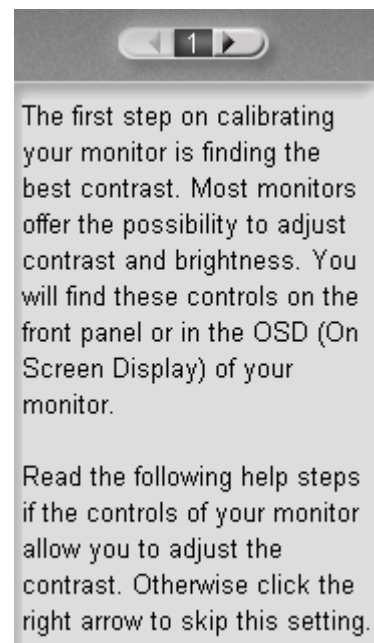 1
The first step on calibrating
your monitor is finding the
best contrast. Most monitors
offer the possibility to adjust
contrast and brightness. You
will find these controls on the
front panel or in the OSD (On
Screen Display) of your
monitor.
Read the following help steps
if the controls of your monitor
allow you to adjust the
contrast. Otherwise click the
right arrow to skip this setting.